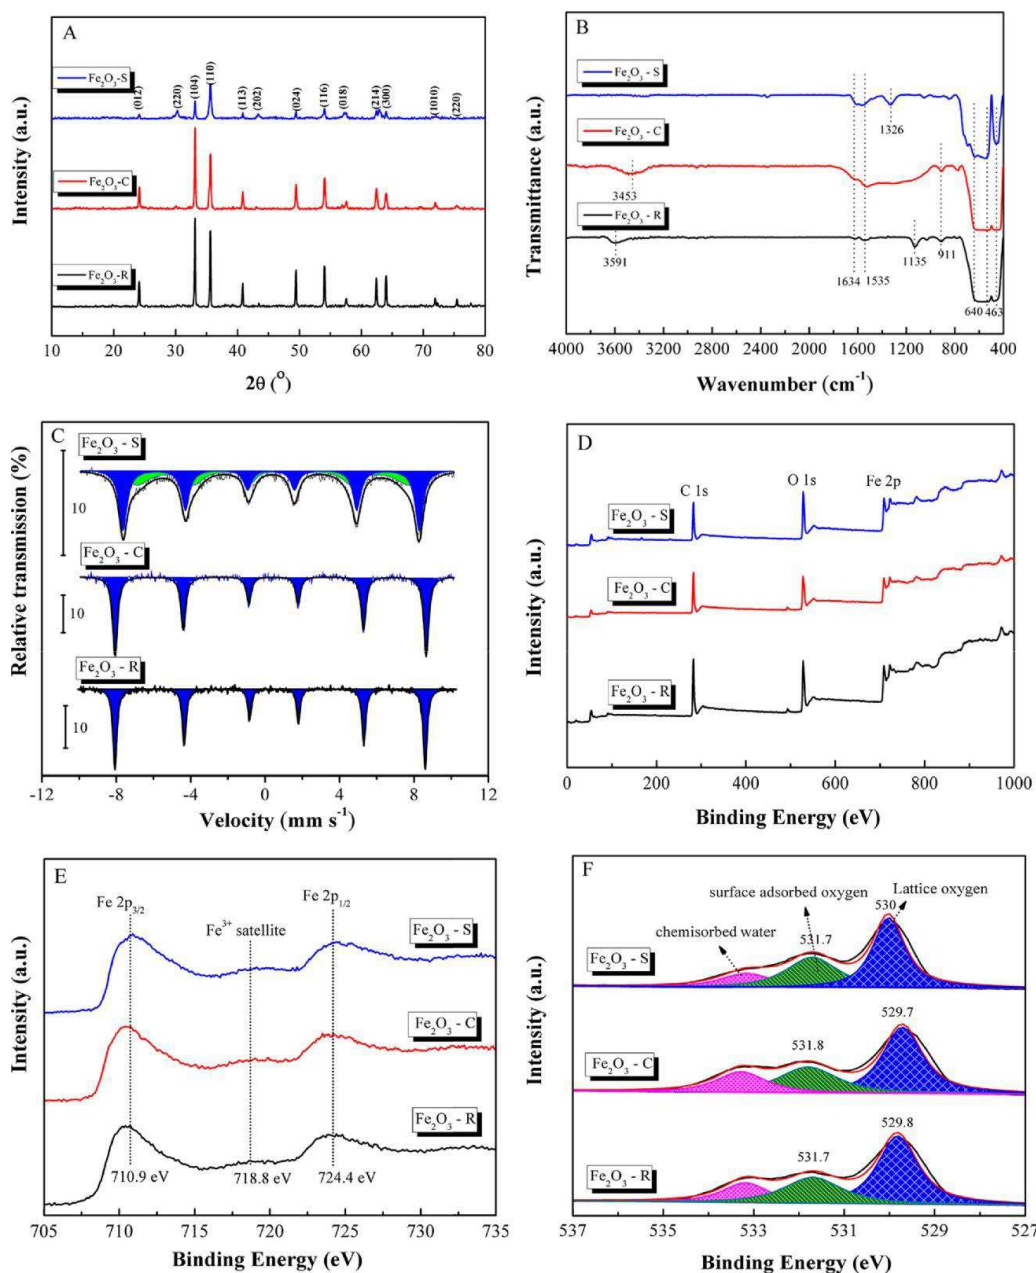 A
Intensity (a.u.)
Fe₂O₃-S
Fe₂O₃-C
Fe₂O₃-R
(012)
(220)
(104)
(110)
(113)
(202)
(024)
(116)
(018)
(214)
(300)
(1010)
(220)
10 20 30 40 50 60 70 80
2θ (°)
B
Transmittance (a.u.)
Fe₂O₃ - S
1326
Fe₂O₃ - C
3453
Fe₂O₃ - R
3591
1634 1535 1135 911
640 463
4000 3200 2400 1600 1200 800 400
Wavenumber (cm⁻¹)
C
Relative transmission (%)
Fe₂O₃ - S
10
Fe₂O₃ - C
10
Fe₂O₃ - R
10
-12 -8 -4 0 4 8 12
Velocity (mm s⁻¹)
D
Intensity (a.u.)
C 1s
O 1s
Fe 2p
Fe₂O₃ - S
Fe₂O₃ - C
Fe₂O₃ - R
0 200 400 600 800 1000
Binding Energy (eV)
E
Intensity (a.u.)
Fe 2p₃/₂
Fe³⁺ satellite
Fe 2p₁/₂
Fe₂O₃ - S
Fe₂O₃ - C
Fe₂O₃ - R
710.9 eV 718.8 eV 724.4 eV
705 710 715 720 725 730 735
Binding Energy (eV)
F
Intensity (a.u.)
surface adsorbed oxygen
Lattice oxygen
chemisorbed water
530
531.7
Fe₂O₃ - S
529.7
531.8
Fe₂O₃ - C
529.8
531.7
Fe₂O₃ - R
537 535 533 531 529 527
Binding Energy (eV)